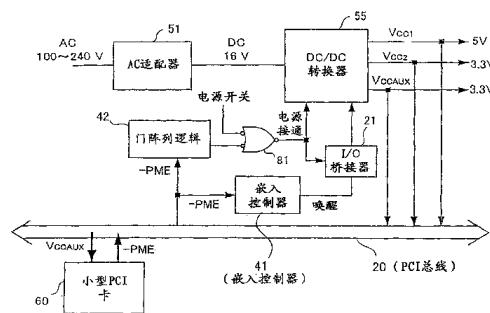 51
55
AC
100~240 V
AC适配器
DC
16 V
DC/DC
转换器
VCC1
5V
VCC2
3.3V
VCCAUX
3.3V
电源开关
42
门阵列逻辑
81
电源
接通
21
I/O
桥接器
-PME
-PME
嵌入
控制器
唤醒
VCCAUX
-PME
41
(嵌入控制器)
20 (PCI总线)
小型PCI
卡
60